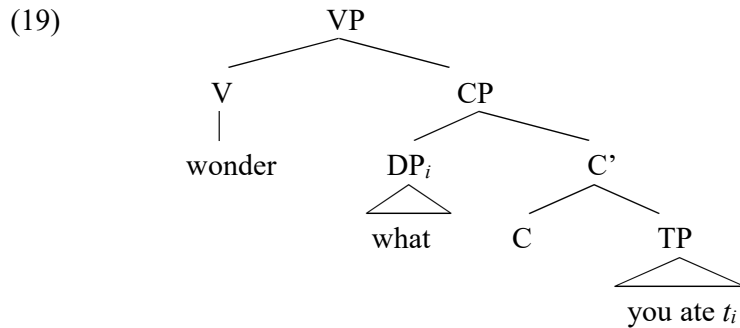 (19) VP
V CP
wonder DPi C’
what C TP
you ate ti